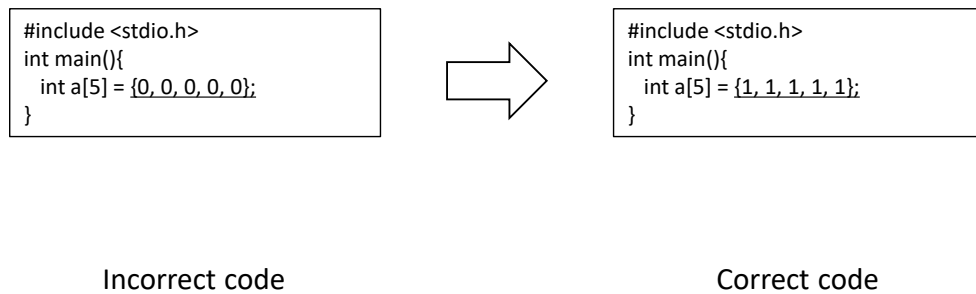 #include <stdio.h>
int main(){
int a[5] = {0, 0, 0, 0, 0};
}
#include <stdio.h>
int main(){
int a[5] = {1, 1, 1, 1, 1};
}
Incorrect code
Correct code